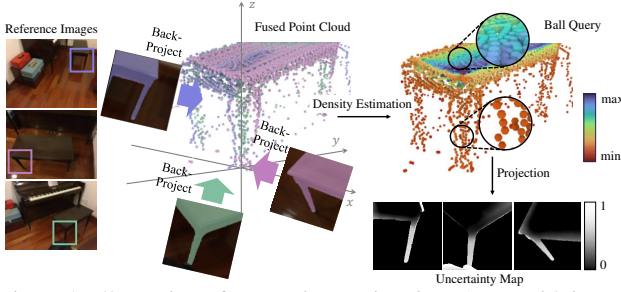 Reference Images
Back-
Project
z
Fused Point Cloud
Ball Query
Density Estimation
max
min
Back-
Project
y
Back-
Project
x
Projection
1
0
Uncertainty Map